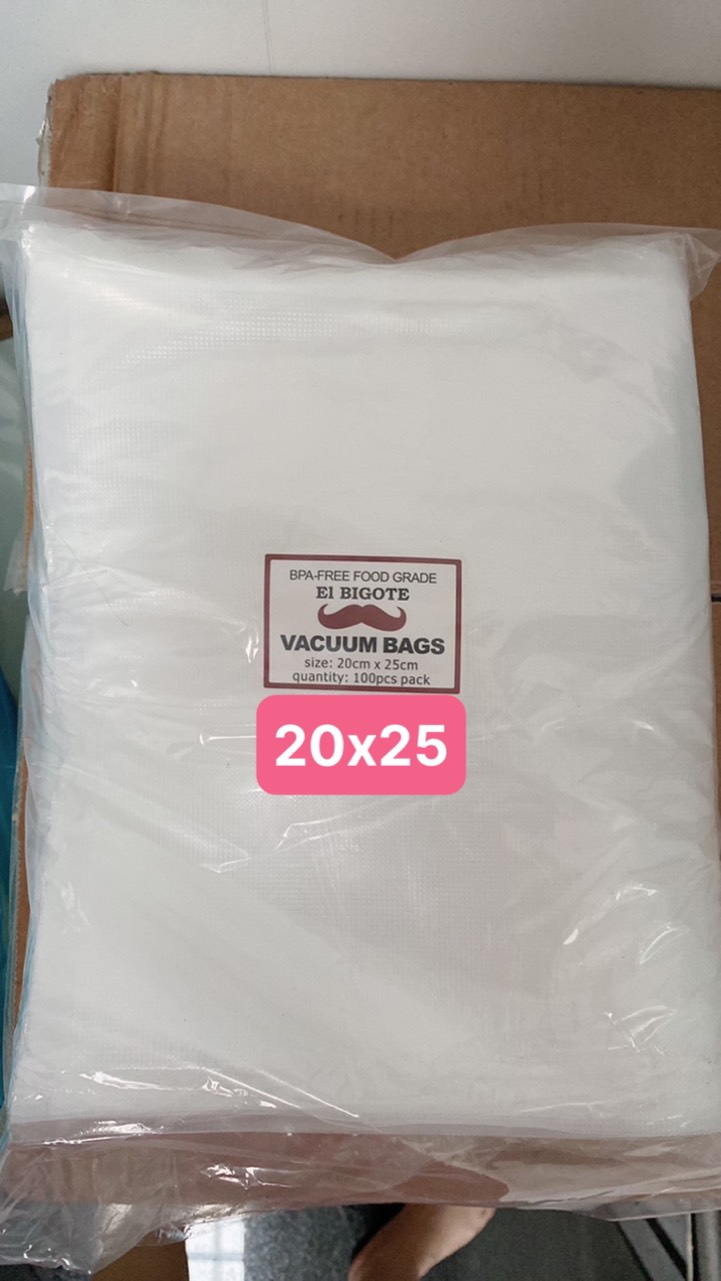 BPA-FREE FOOD GRADE
El BIGOTE
VACUUM BAGS
size: 20cm x 25cm
quantity: 100pcs pack
20x25